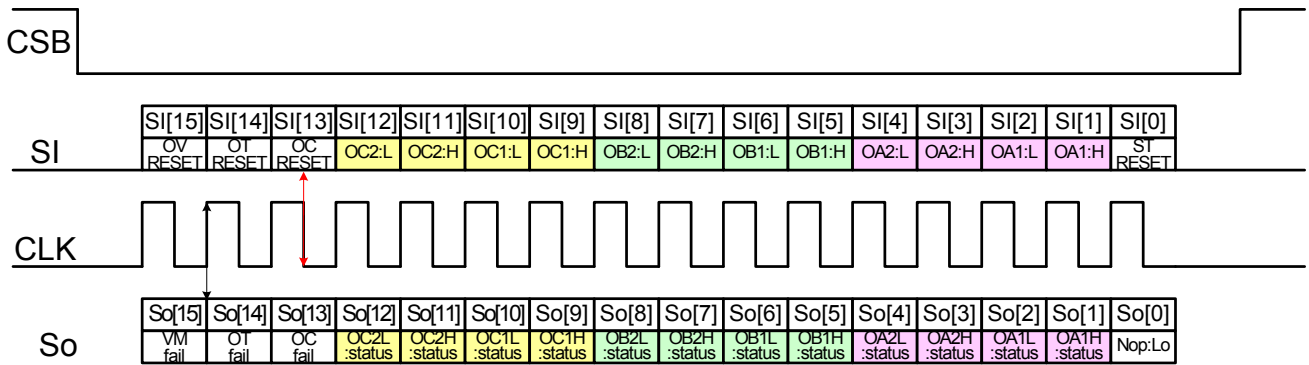 CSB
SI[15] SI[14] SI[13] SI[12] SI[11] SI[10] SI[9] SI[8] SI[7] SI[6] SI[5] SI[4] SI[3] SI[2] SI[1] SI[0]
SI
OV OT OC OC2:L OC2:H OC1:L OC1:H OB2:L OB2:H OB1:L OB1:H OA2:L OA2:H OA1:L OA1:H ST
RESET RESET RESET RESET
CLK
So[15] So[14] So[13] So[12] So[11] So[10] So[9] So[8] So[7] So[6] So[5] So[4] So[3] So[2] So[1] So[0]
So
VM OT OC OC2L OC2H OC1L OC1H OB2L OB2H OB1L OB1H OA2L OA2H OA1L OA1H Nop:Lo
fail fail fail :status :status :status :status :status :status :status :status :status :status :status :status